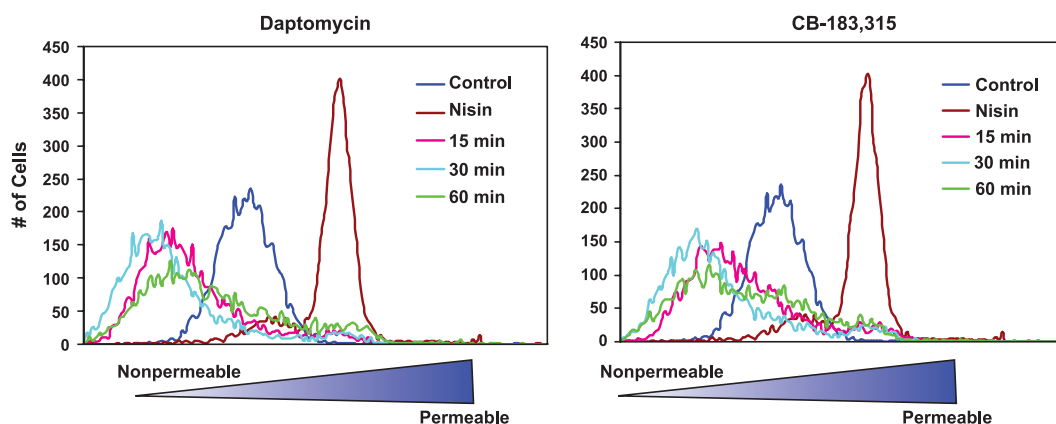 Daptomycin
# of Cells
450
400
350
300
250
200
150
100
50
0
Control
Nisin
15 min
30 min
60 min
Nonpermeable
Permeable
CB-183,315
450
400
350
300
250
200
150
100
50
0
Control
Nisin
15 min
30 min
60 min
Nonpermeable
Permeable